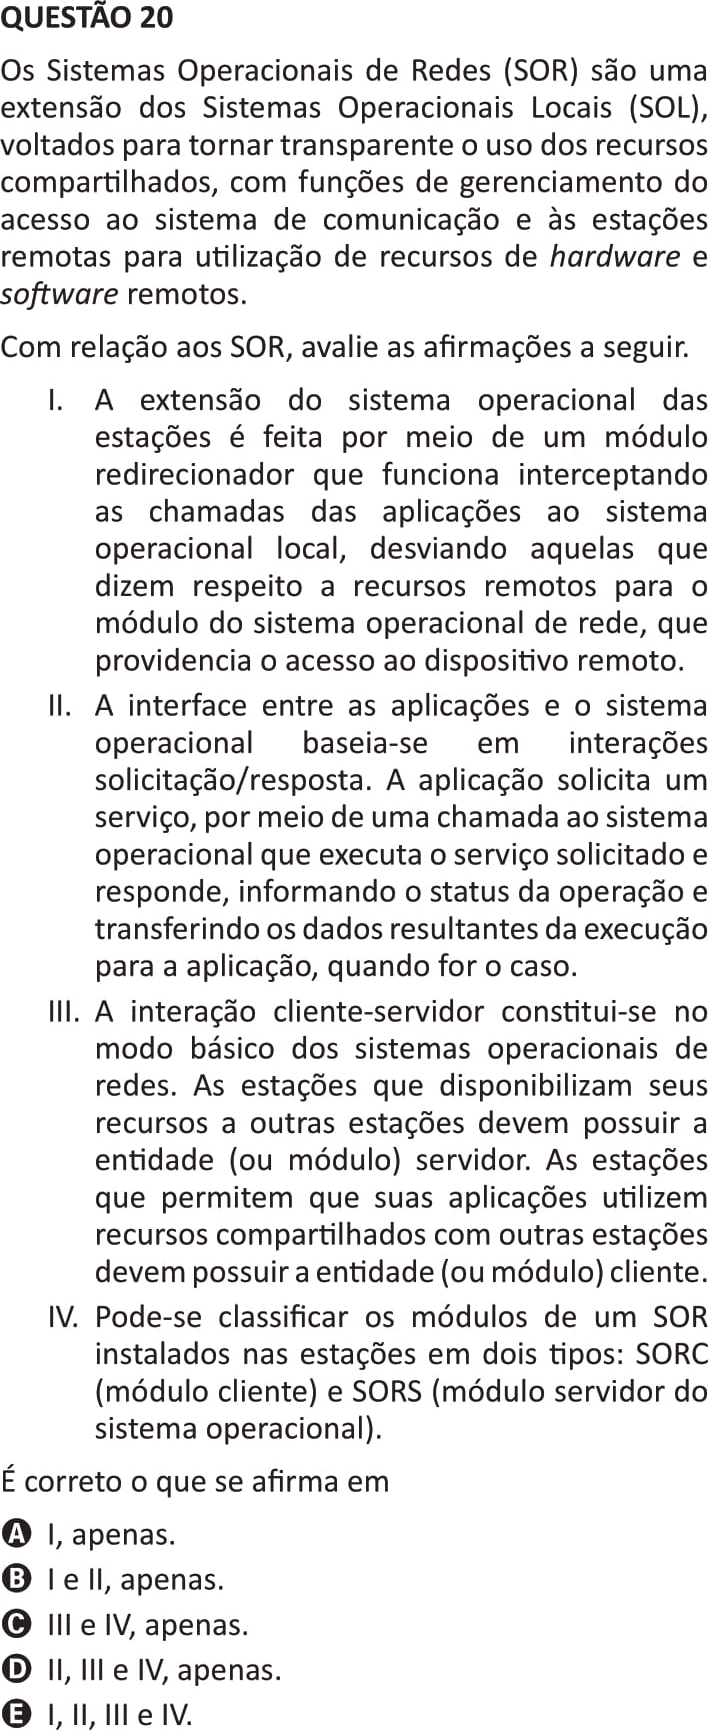 QUESTÃO 20
Os Sistemas Operacionais de Redes (SOR) são uma
extensão dos Sistemas Operacionais Locais (SOL),
voltados para tornar transparente o uso dos recursos
compartilhados, com funções de gerenciamento do
acesso ao sistema de comunicação e às estações
remotas para utilização de recursos de hardware e
software remotos.
Com relação aos SOR, avalie as afirmações a seguir.
I. A extensão do sistema operacional das
estações é feita por meio de um módulo
redirecionador que funciona interceptando
as chamadas das aplicações ao sistema
operacional local, desviando aquelas que
dizem respeito a recursos remotos para o
módulo do sistema operacional de rede, que
providencia o acesso ao dispositivo remoto.
II. A interface entre as aplicações e o sistema
operacional baseia-se em interações
solicitação/resposta. A aplicação solicita um
serviço, por meio de uma chamada ao sistema
operacional que executa o serviço solicitado e
responde, informando o status da operação e
transferindo os dados resultantes da execução
para a aplicação, quando for o caso.
III. A interação cliente-servidor constitui-se no
modo básico dos sistemas operacionais de
redes. As estações que disponibilizam seus
recursos a outras estações devem possuir a
entidade (ou módulo) servidor. As estações
que permitem que suas aplicações utilizem
recursos compartilhados com outras estações
devem possuir a entidade (ou módulo) cliente.
IV. Pode-se classificar os módulos de um SOR
instalados nas estações em dois tipos: SORC
(módulo cliente) e SORS (módulo servidor do
sistema operacional).
É correto o que se afirma em
A I, apenas.
B I e II, apenas.
C III e IV, apenas.
D II, III e IV, apenas.
E I, II, III e IV.